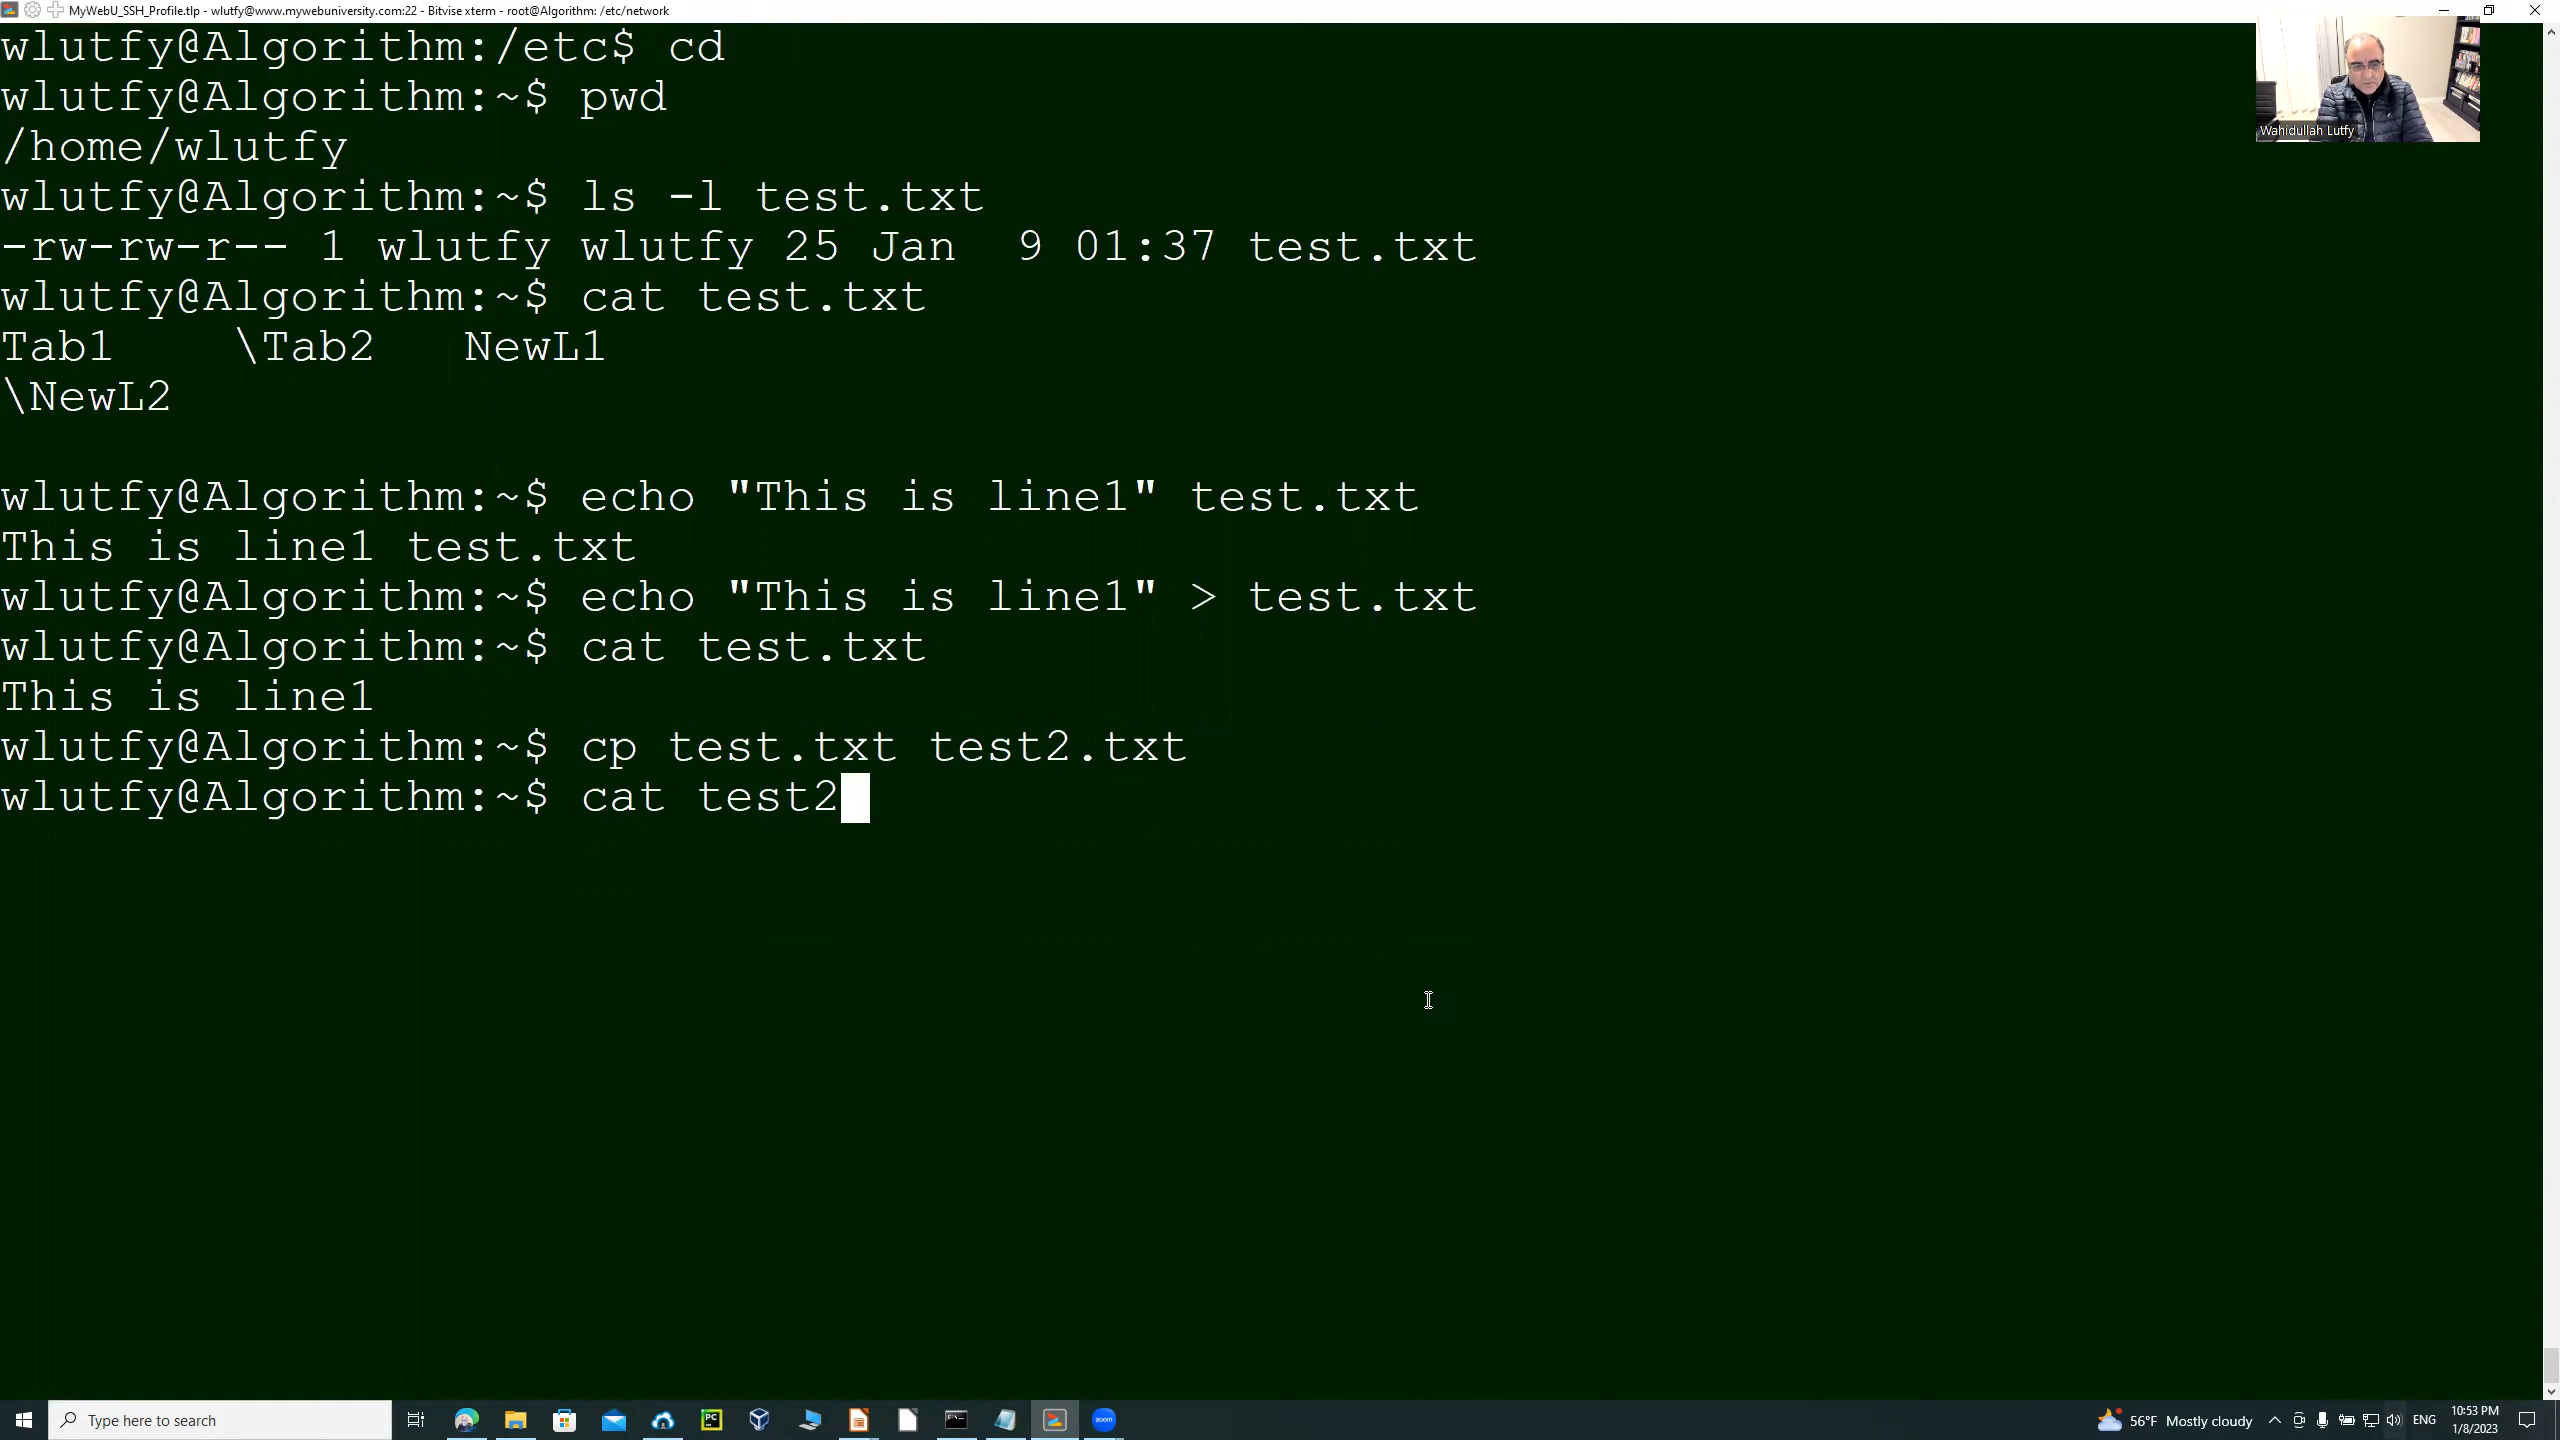 MyWebU_SSH_Profile.tlp - wlutfy@www.mywebuniversity.com:22 - Bitvise xterm - root@Algorithm: /etc/network
wlutfy@Algorithm:/etc$ cd
wlutfy@Algorithm:~$ pwd
/home/wlutfy
wlutfy@Algorithm:~$ ls -l test.txt
-rw-rw-r-- 1 wlutfy wlutfy 25 Jan  9 01:37 test.txt
wlutfy@Algorithm:~$ cat test.txt
Tab1    \Tab2   NewL1
\NewL2
wlutfy@Algorithm:~$ echo "This is line1" test.txt
This is line1 test.txt
wlutfy@Algorithm:~$ echo "This is line1" > test.txt
wlutfy@Algorithm:~$ cat test.txt
This is line1
wlutfy@Algorithm:~$ cp test.txt test2.txt
wlutfy@Algorithm:~$ cat test2
Wahidullah Lutfy
Type here to search
PC
zoom
56°F Mostly cloudy
ENG
10:53 PM
1/8/2023